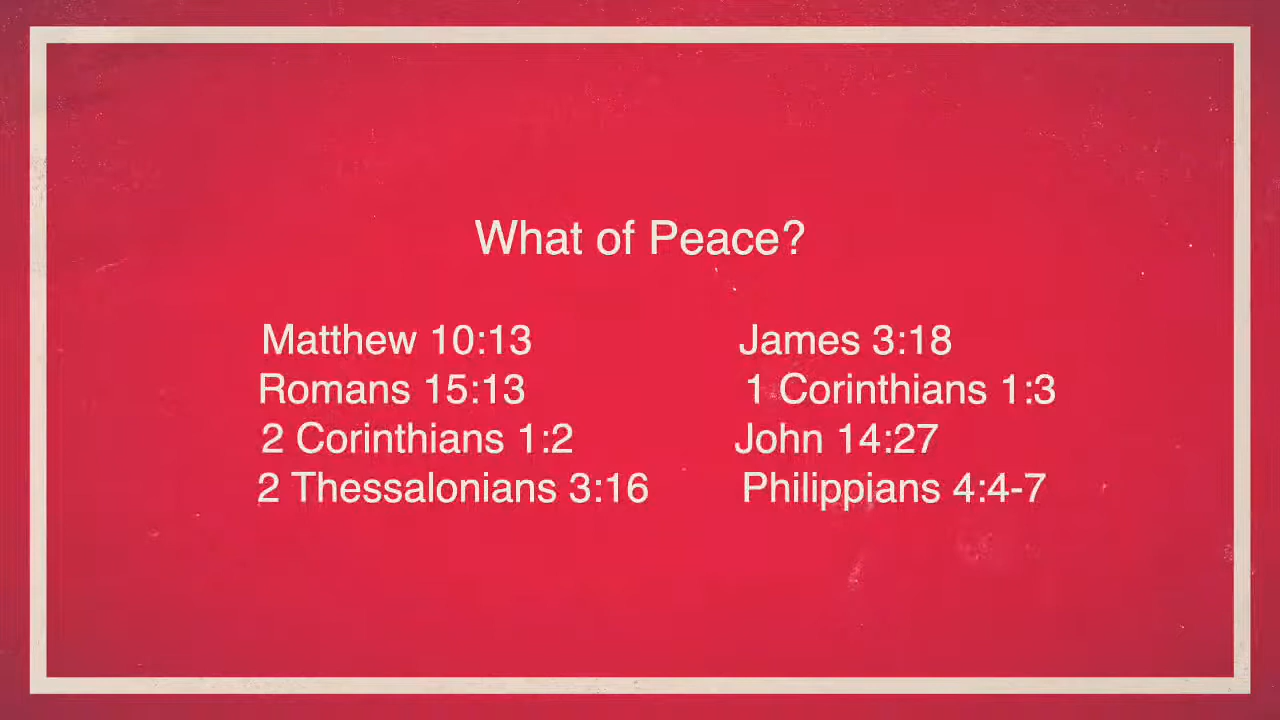 What of Peace?
Matthew 10:13
Romans 15:13
2 Corinthians 1:2
2 Thessalonians 3:16
James 3:18
1 Corinthians 1:3
John 14:27
Philippians 4:4-7